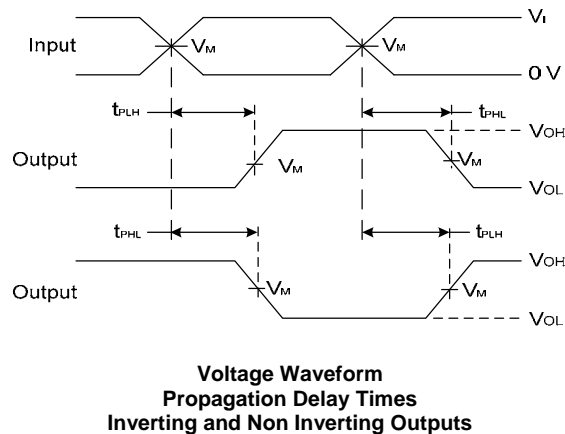 Input
VM
VM
VI
0 V
tPLH
tPHL
Output
VM
VM
VOH
VOL
tPHL
tPLH
Output
VM
VM
VOH
VOL
Voltage Waveform
Propagation Delay Times
Inverting and Non Inverting Outputs